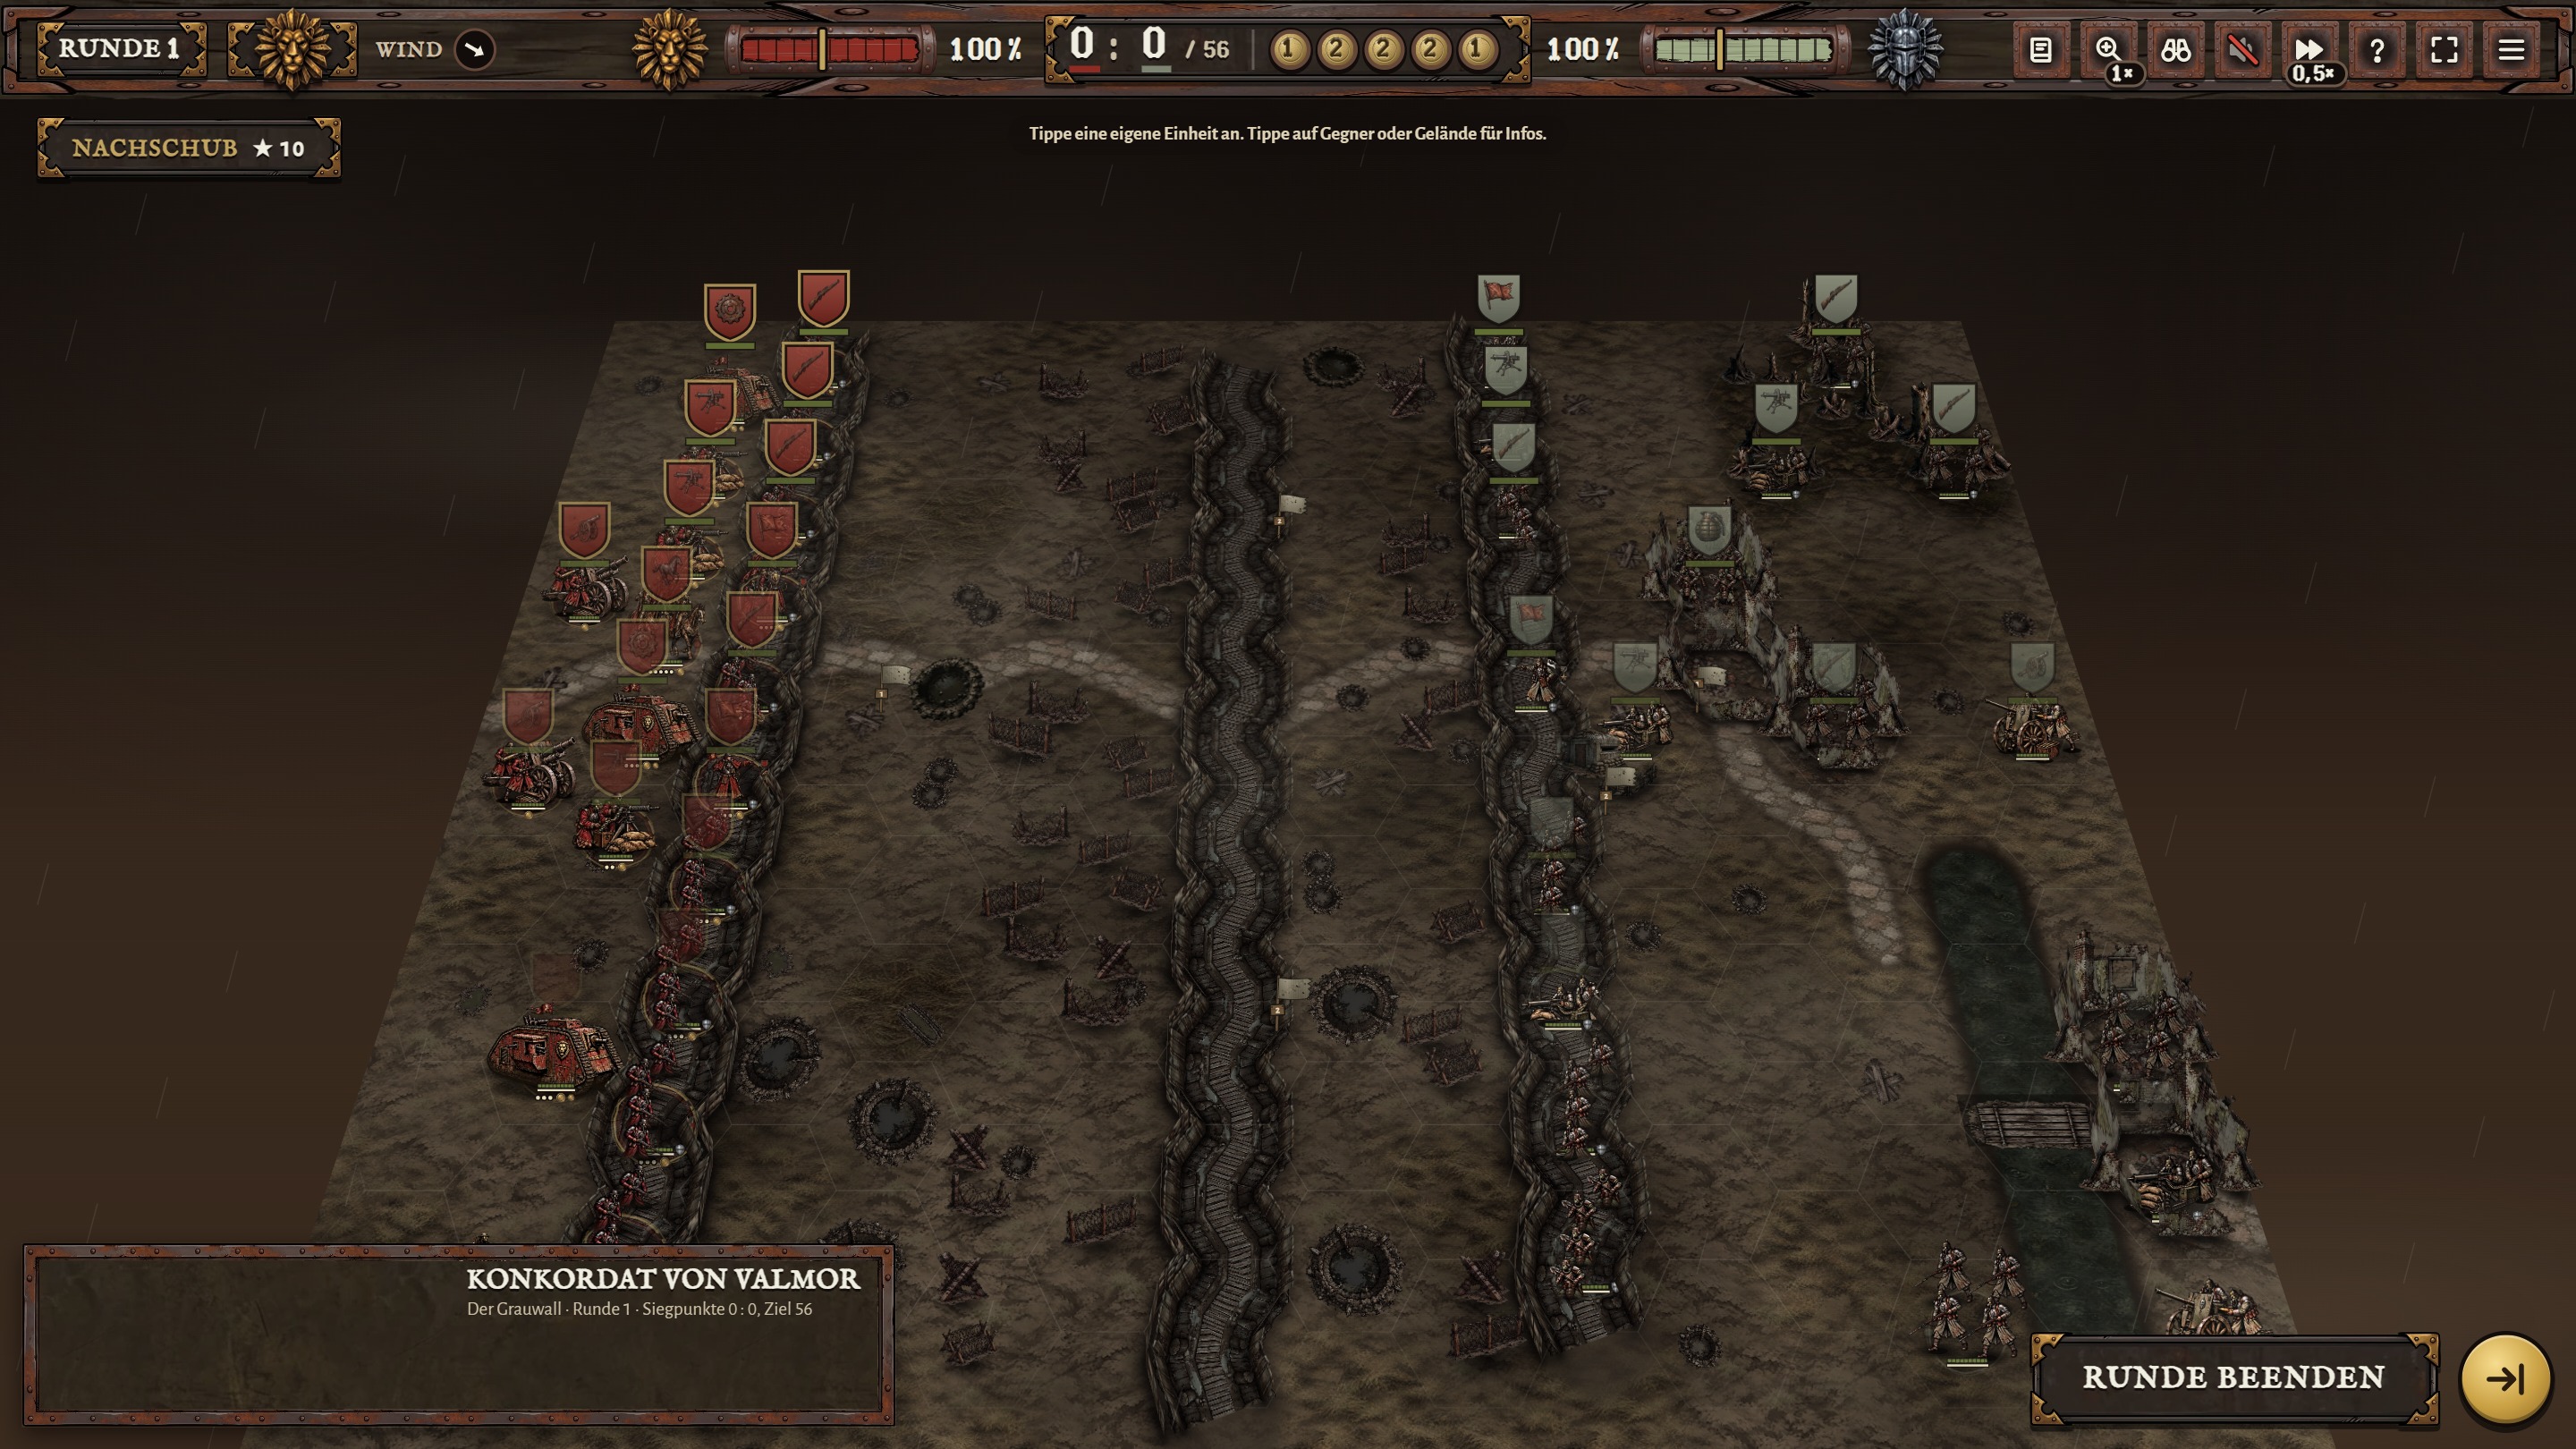 RUNDE 1
WIND
100 %
0 : 0 / 56
1 2 2 2 1
100 %
1×
0,5×
?
NACHSCHUB ★ 10
Tippe eine eigene Einheit an. Tippe auf Gegner oder Gelände für Infos.
KONKORDAT VON VALMOR
Der Grauwall · Runde 1 · Siegpunkte 0 : 0, Ziel 56
RUNDE BEENDEN